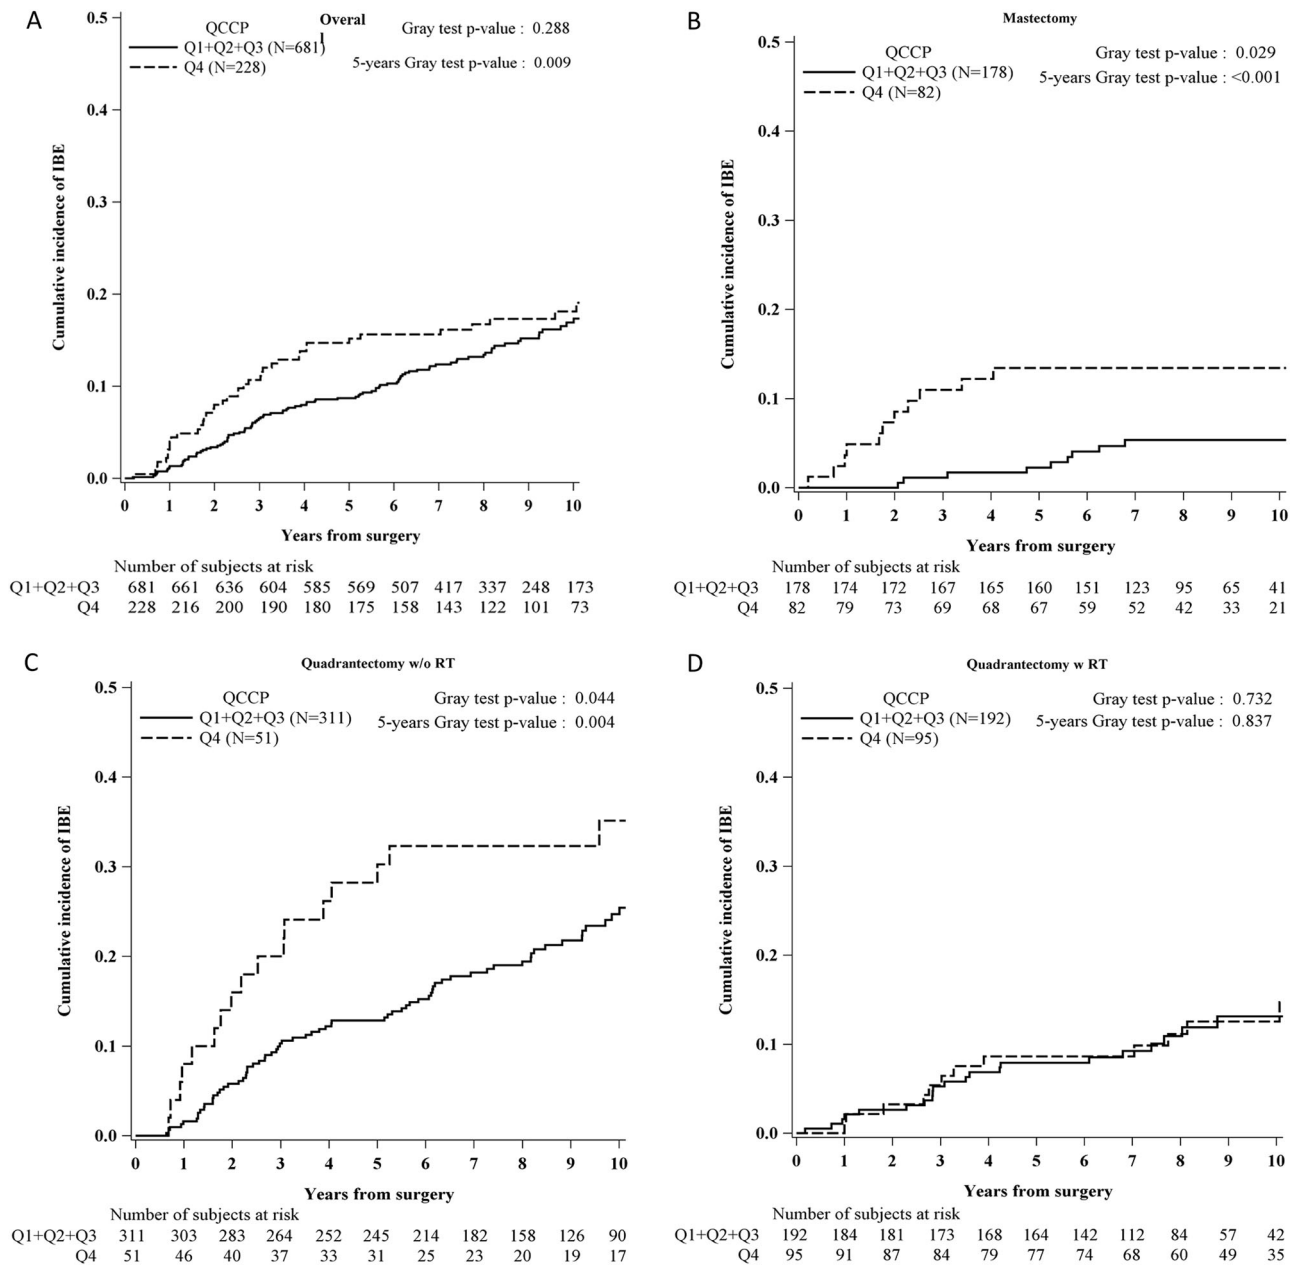 A
Overal
l
QCCP
Q1+Q2+Q3 (N=681)
Q4 (N=228)
Gray test p-value : 0.288
5-years Gray test p-value : 0.009
Cumulative incidence of IBE
0.5
0.4
0.3
0.2
0.1
0.0
0 1 2 3 4 5 6 7 8 9 10
Years from surgery
Number of subjects at risk
Q1+Q2+Q3 681 661 636 604 585 569 507 417 337 248 173
Q4 228 216 200 190 180 175 158 143 122 101 73
B
Mastectomy
QCCP
Q1+Q2+Q3 (N=178)
Q4 (N=82)
Gray test p-value : 0.029
5-years Gray test p-value : <0.001
Cumulative incidence of IBE
0.5
0.4
0.3
0.2
0.1
0.0
0 1 2 3 4 5 6 7 8 9 10
Years from surgery
Number of subjects at risk
Q1+Q2+Q3 178 174 172 167 165 160 151 123 95 65 41
Q4 82 79 73 69 68 67 59 52 42 33 21
C
Quadrantectomy w/o RT
QCCP
Q1+Q2+Q3 (N=311)
Q4 (N=51)
Gray test p-value : 0.044
5-years Gray test p-value : 0.004
Cumulative incidence of IBE
0.5
0.4
0.3
0.2
0.1
0.0
0 1 2 3 4 5 6 7 8 9 10
Years from surgery
Number of subjects at risk
Q1+Q2+Q3 311 303 283 264 252 245 214 182 158 126 90
Q4 51 46 40 37 33 31 25 23 20 19 17
D
Quadrantectomy w RT
QCCP
Q1+Q2+Q3 (N=192)
Q4 (N=95)
Gray test p-value : 0.732
5-years Gray test p-value : 0.837
Cumulative incidence of IBE
0.5
0.4
0.3
0.2
0.1
0.0
0 1 2 3 4 5 6 7 8 9 10
Years from surgery
Number of subjects at risk
Q1+Q2+Q3 192 184 181 173 168 164 142 112 84 57 42
Q4 95 91 87 84 79 77 74 68 60 49 35